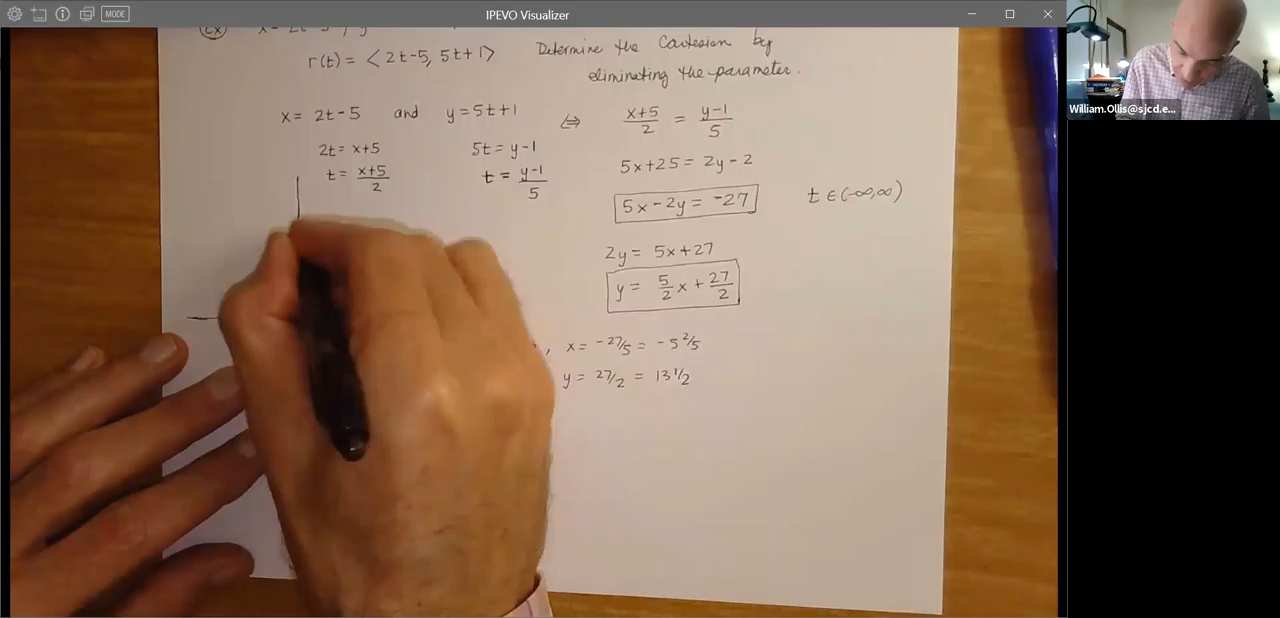 IPEVO Visualizer
MODE
William.Ollis@sjcd.e...
r(t) = ⟨2t-5, 5t+1⟩ Determine the Cartesian by
eliminating the parameter.
x = 2t-5 and y = 5t+1 ⇔ x+5/2 = y-1/5
2t = x+5 5t = y-1 5x+25 = 2y-2
t = x+5/2 t = y-1/5
5x-2y = -27 t ∈ (-∞,∞)
2y = 5x+27
y = 5/2 x + 27/2
x = -27/5 = -5 2/5
y = 27/2 = 13 1/2